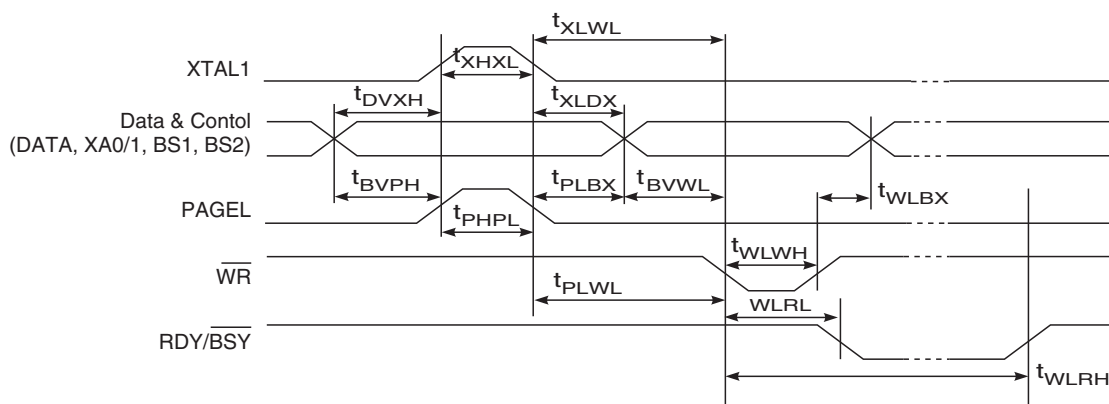 tXLWL
XTAL1
tXHXL
tDVXH
tXLDX
Data & Contol
(DATA, XA0/1, BS1, BS2)
tBVPH
tPLBX
tBVWL
tWLBX
PAGEL
tPHPL
tWLWH
WR
tPLWL
WLRL
RDY/BSY
tWLRH